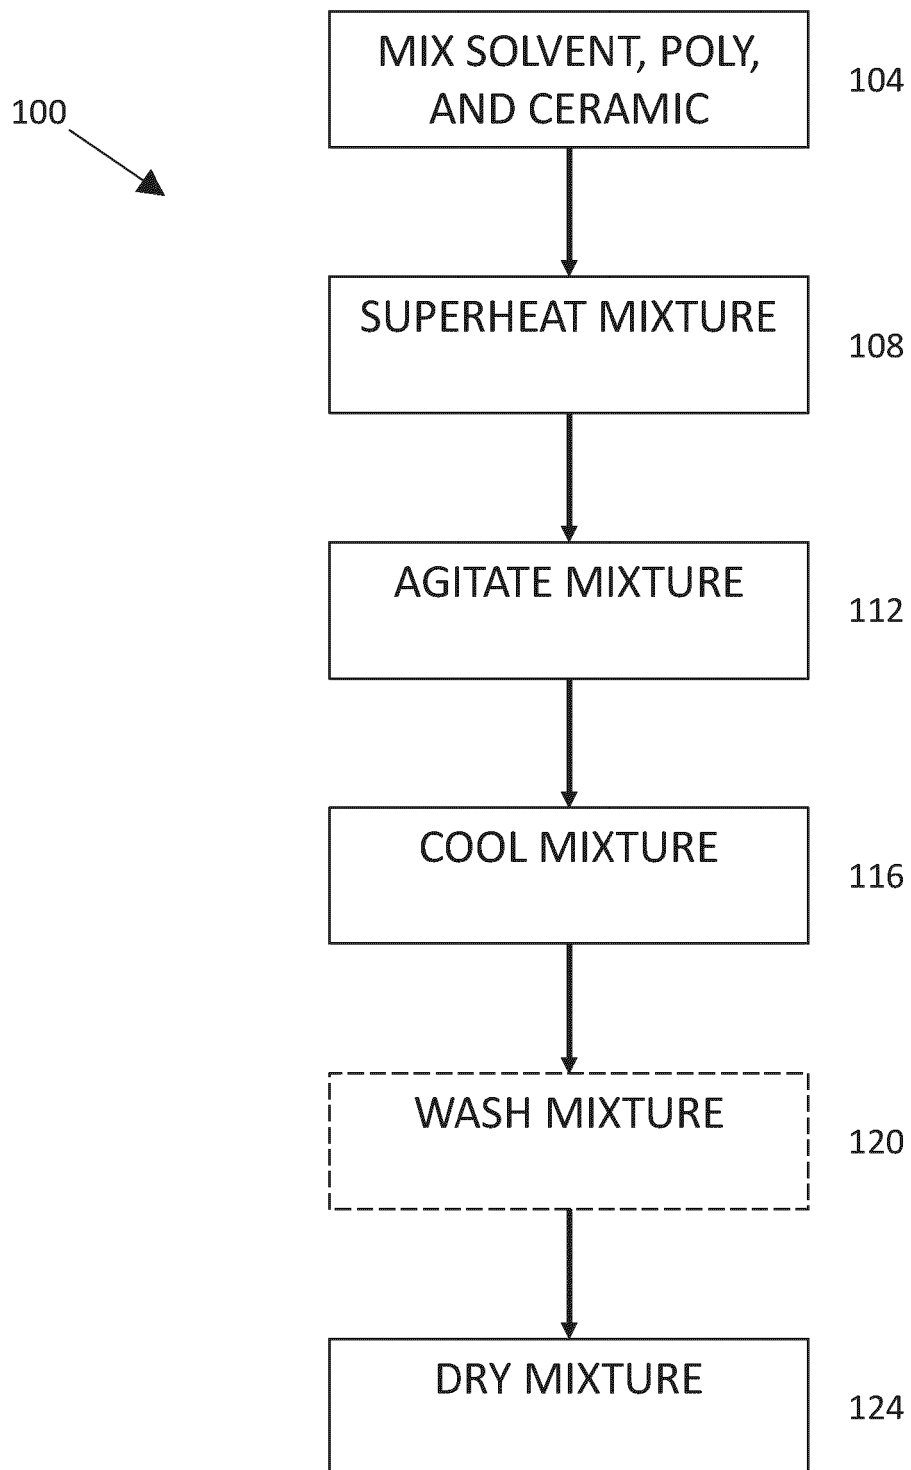 MIX SOLVENT, POLY,
AND CERAMIC
104
100
SUPERHEAT MIXTURE
108
AGITATE MIXTURE
112
COOL MIXTURE
116
WASH MIXTURE
120
DRY MIXTURE
124